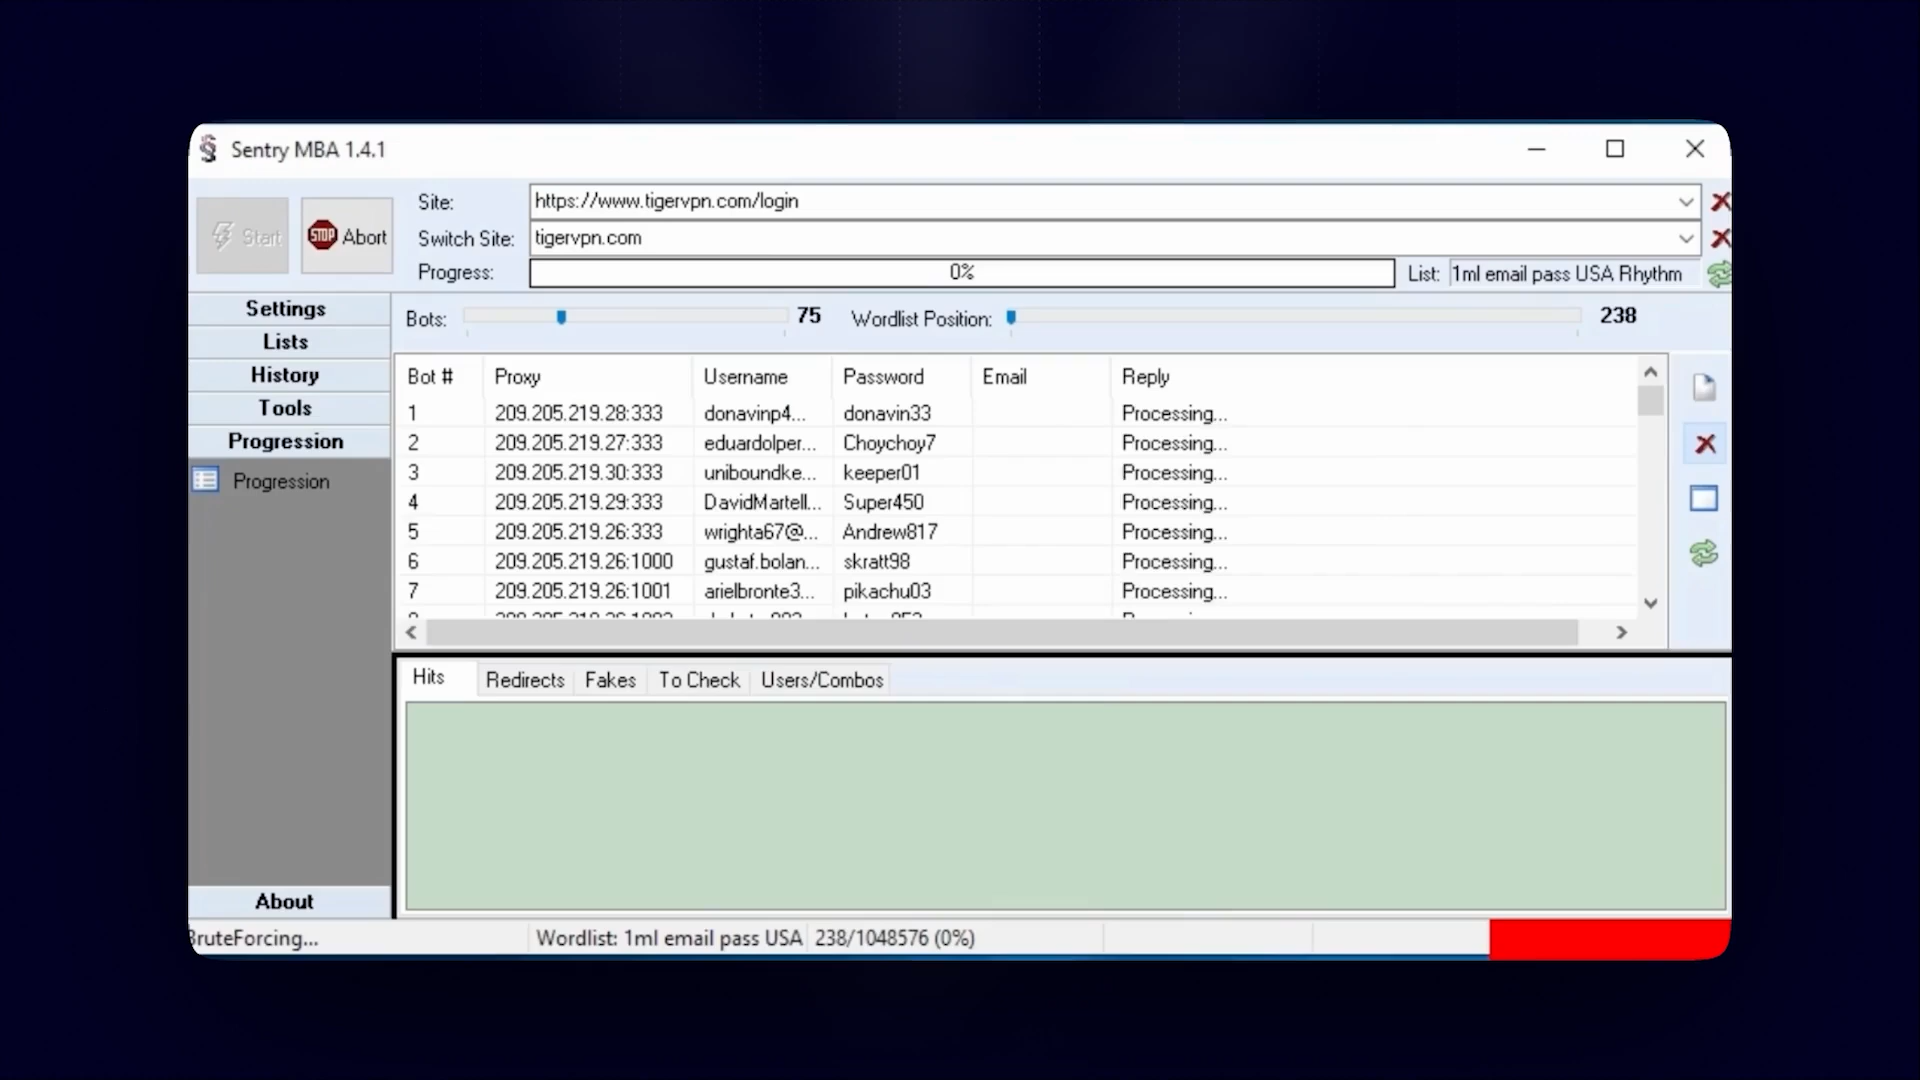 Sentry MBA 1.4.1
Start
STOP Abort
Site: https://www.tigervpn.com/login
Switch Site: tigervpn.com
Progress: 0% List: 1ml email pass USA Rhythm
Settings
Lists
History
Tools
Progression
Progression
About
Bots: 75 Wordlist Position: 238
Bot # Proxy Username Password Email Reply
1 209.205.219.28:333 donavinp4... donavin33 Processing...
2 209.205.219.27:333 eduardolper... Choychoy7 Processing...
3 209.205.219.30:333 uniboundke... keeper01 Processing...
4 209.205.219.29:333 DavidMartell... Super450 Processing...
5 209.205.219.26:333 wrighta67@... Andrew817 Processing...
6 209.205.219.26:1000 gustaf.bolan... skratt98 Processing...
7 209.205.219.26:1001 arielbronte3... pikachu03 Processing...
Hits Redirects Fakes To Check Users/Combos
BruteForcing... Wordlist: 1ml email pass USA 238/1048576 (0%)